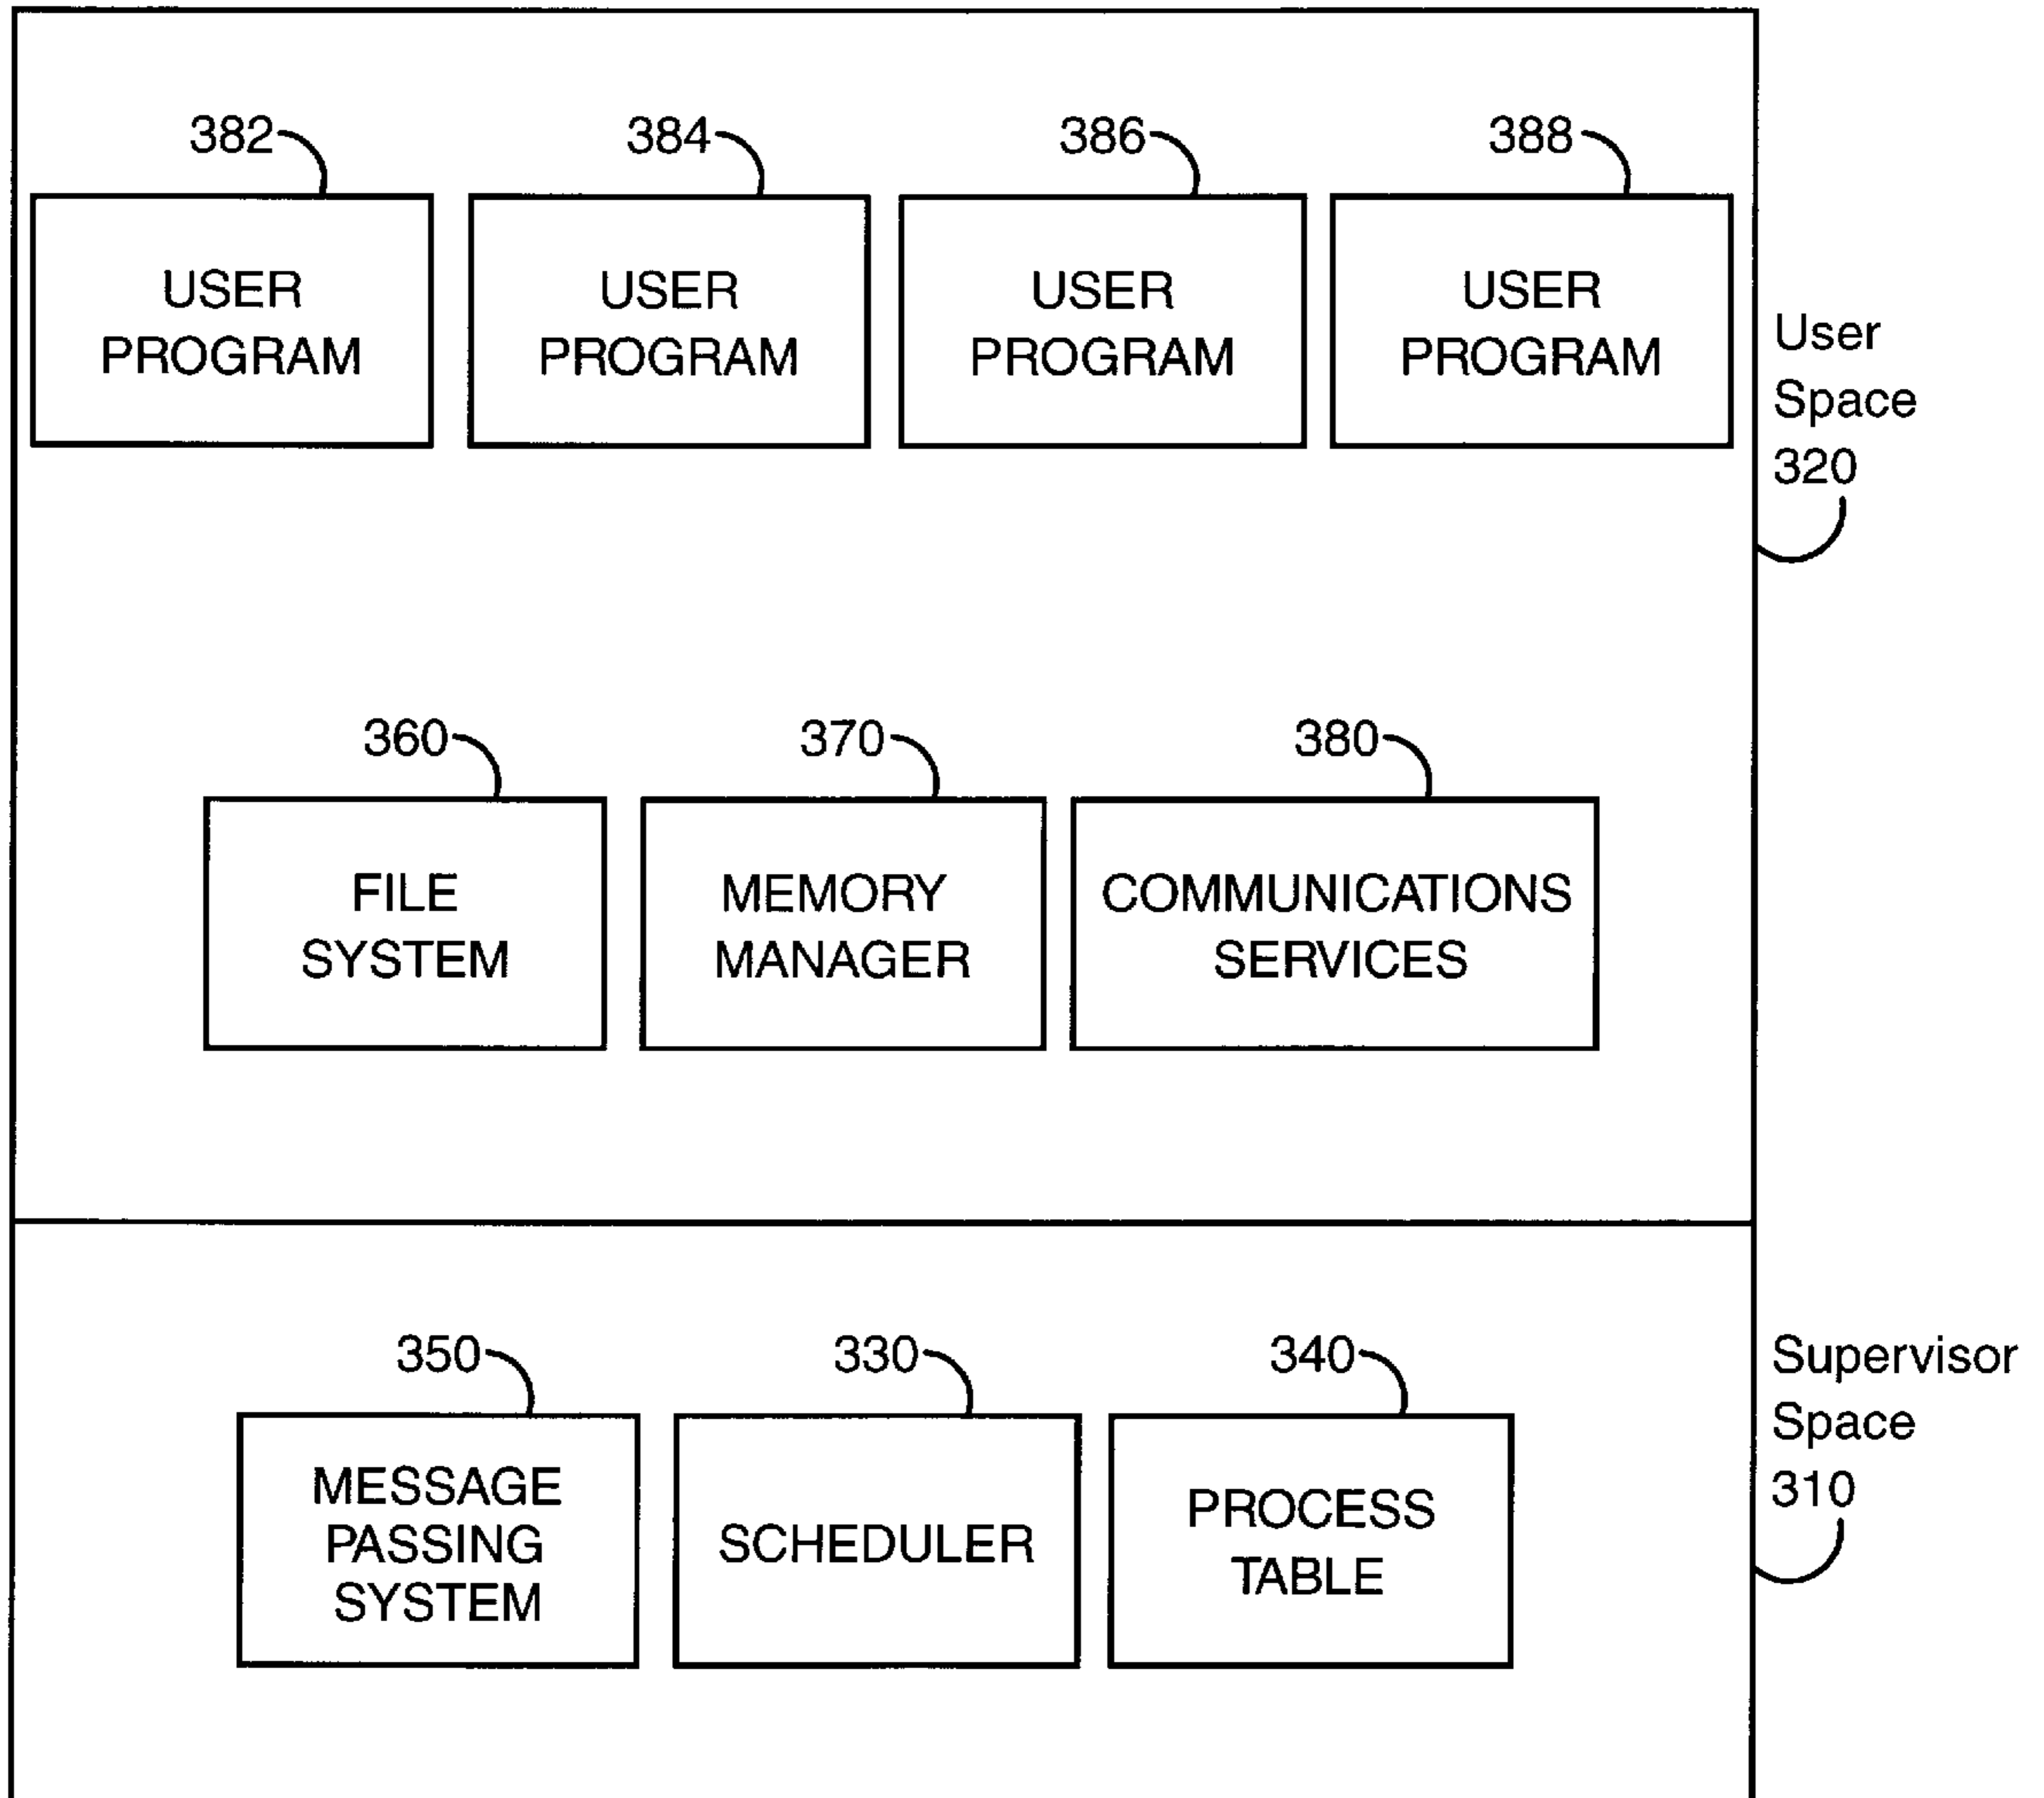 382
384
386
388
USER
PROGRAM
USER
PROGRAM
USER
PROGRAM
USER
PROGRAM
User
Space
320
360
370
380
FILE
SYSTEM
MEMORY
MANAGER
COMMUNICATIONS
SERVICES
350
330
340
MESSAGE
PASSING
SYSTEM
SCHEDULER
PROCESS
TABLE
Supervisor
Space
310